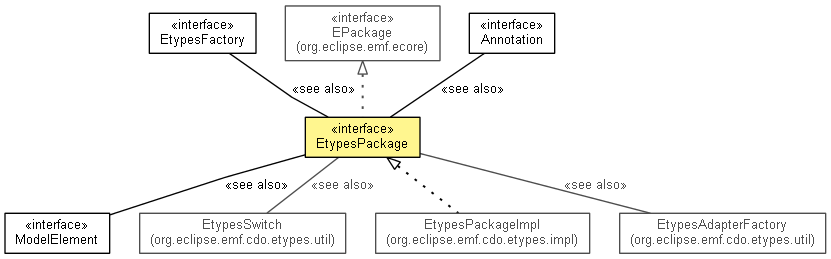 «interface»
EtypesFactory
«interface»
EPackage
(org.eclipse.emf.ecore)
«interface»
Annotation
«see also»
«see also»
«interface»
EtypesPackage
«see also»
«see also»
«see also»
«interface»
ModelElement
EtypesSwitch
(org.eclipse.emf.cdo.etypes.util)
EtypesPackageImpl
(org.eclipse.emf.cdo.etypes.impl)
EtypesAdapterFactory
(org.eclipse.emf.cdo.etypes.util)